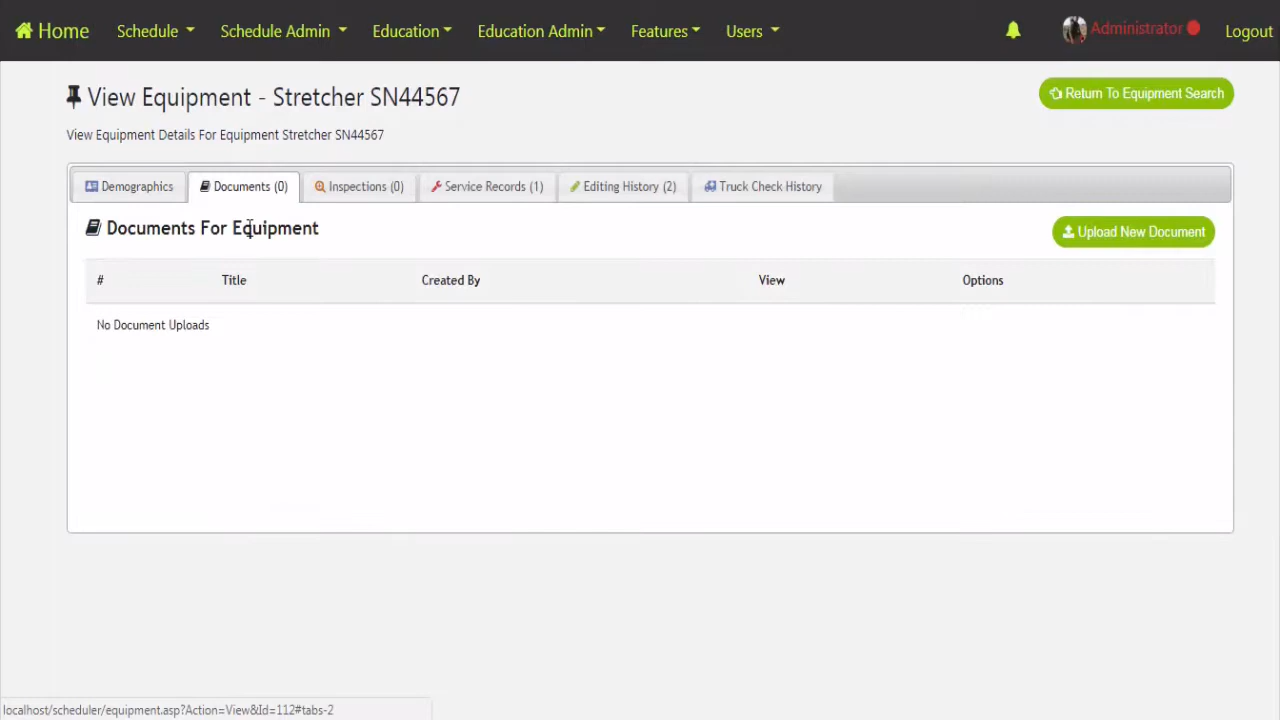 Home Schedule Schedule Admin Education Education Admin Features Users Administrator Logout
View Equipment - Stretcher SN44567
Return To Equipment Search
View Equipment Details For Equipment Stretcher SN44567
Demographics Documents (0) Inspections (0) Service Records (1) Editing History (2) Truck Check History
Documents For Equipment
Upload New Document
# Title Created By View Options
No Document Uploads
localhost/scheduler/equipment.asp?Action=View&Id=112#tabs-2